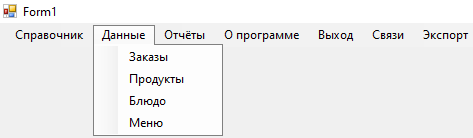 Form1
Справочник Данные Отчёты О программе Выход Связи Экспорт
Заказы
Продукты
Блюдо
Меню